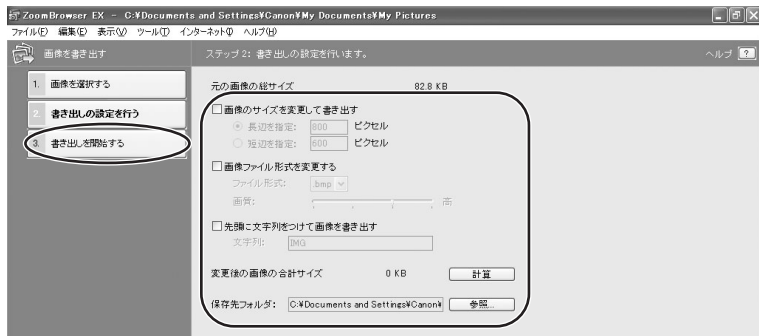 ZoomBrowser EX - C:¥Documents and Settings¥Canon¥My Documents¥My Pictures
ファイル(F) 編集(E) 表示(V) ツール(T) インターネット(I) ヘルプ(H)
画像を書き出す ステップ2: 書き出しの設定を行います。 ヘルプ ?
1. 画像を選択する
2. 書き出しの設定を行う
3. 書き出しを開始する
元の画像の総サイズ 82.8 KB
画像のサイズを変更して書き出す
長辺を指定: 800 ピクセル
短辺を指定: 600 ピクセル
画像ファイル形式を変更する
ファイル形式: .bmp
画質: 高
先頭に文字列をつけて画像を書き出す
文字列: IMG
変更後の画像の合計サイズ 0 KB 計算
保存先フォルダ: C:¥Documents and Settings¥Canon¥ 参照...